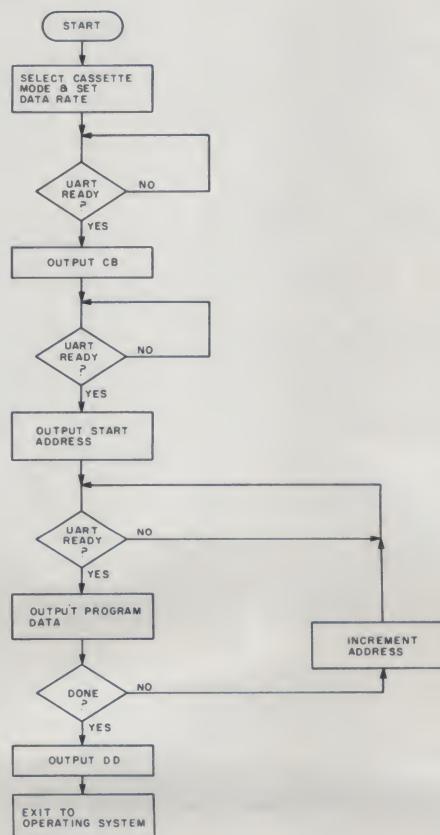 START
SELECT CASSETTE
MODE & SET
DATA RATE
UART
READY
?
NO
YES
OUTPUT CB
UART
READY
?
NO
YES
OUTPUT START
ADDRESS
UART
READY
?
NO
YES
OUTPUT PROGRAM
DATA
INCREMENT
ADDRESS
DONE
?
NO
YES
OUTPUT DD
EXIT TO
OPERATING SYSTEM